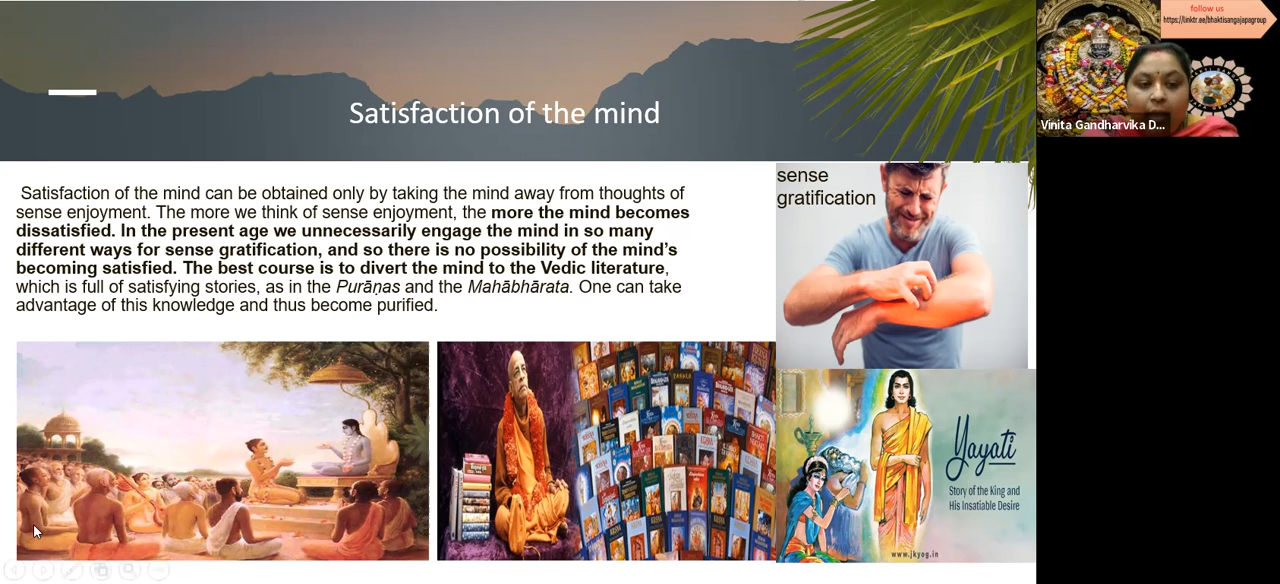 Satisfaction of the mind
Satisfaction of the mind can be obtained only by taking the mind away from thoughts of
sense enjoyment. The more we think of sense enjoyment, the more the mind becomes
dissatisfied. In the present age we unnecessarily engage the mind in so many
different ways for sense gratification, and so there is no possibility of the mind’s
becoming satisfied. The best course is to divert the mind to the Vedic literature,
which is full of satisfying stories, as in the Purāṇas and the Mahābhārata. One can take
advantage of this knowledge and thus become purified.
sense
gratification
Yayati
Story of the King and
His Insatiable Desire
www.jkyog.in
follow us
https://linktr.ee/bhaktisangajapagroup
Vinita Gandharvika D...